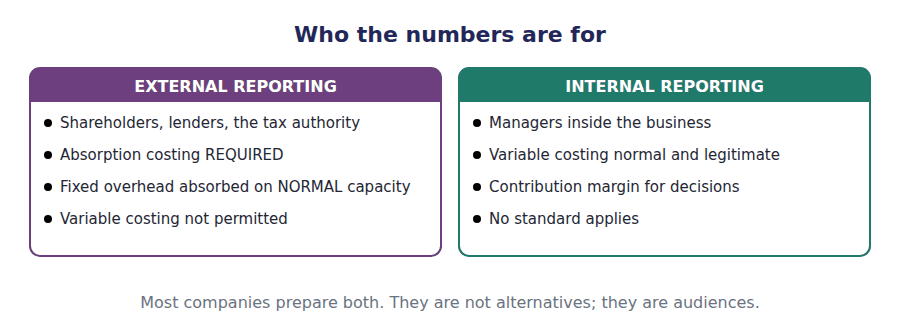 Who the numbers are for
EXTERNAL REPORTING
Shareholders, lenders, the tax authority
Absorption costing REQUIRED
Fixed overhead absorbed on NORMAL capacity
Variable costing not permitted
INTERNAL REPORTING
Managers inside the business
Variable costing normal and legitimate
Contribution margin for decisions
No standard applies
Most companies prepare both. They are not alternatives; they are audiences.